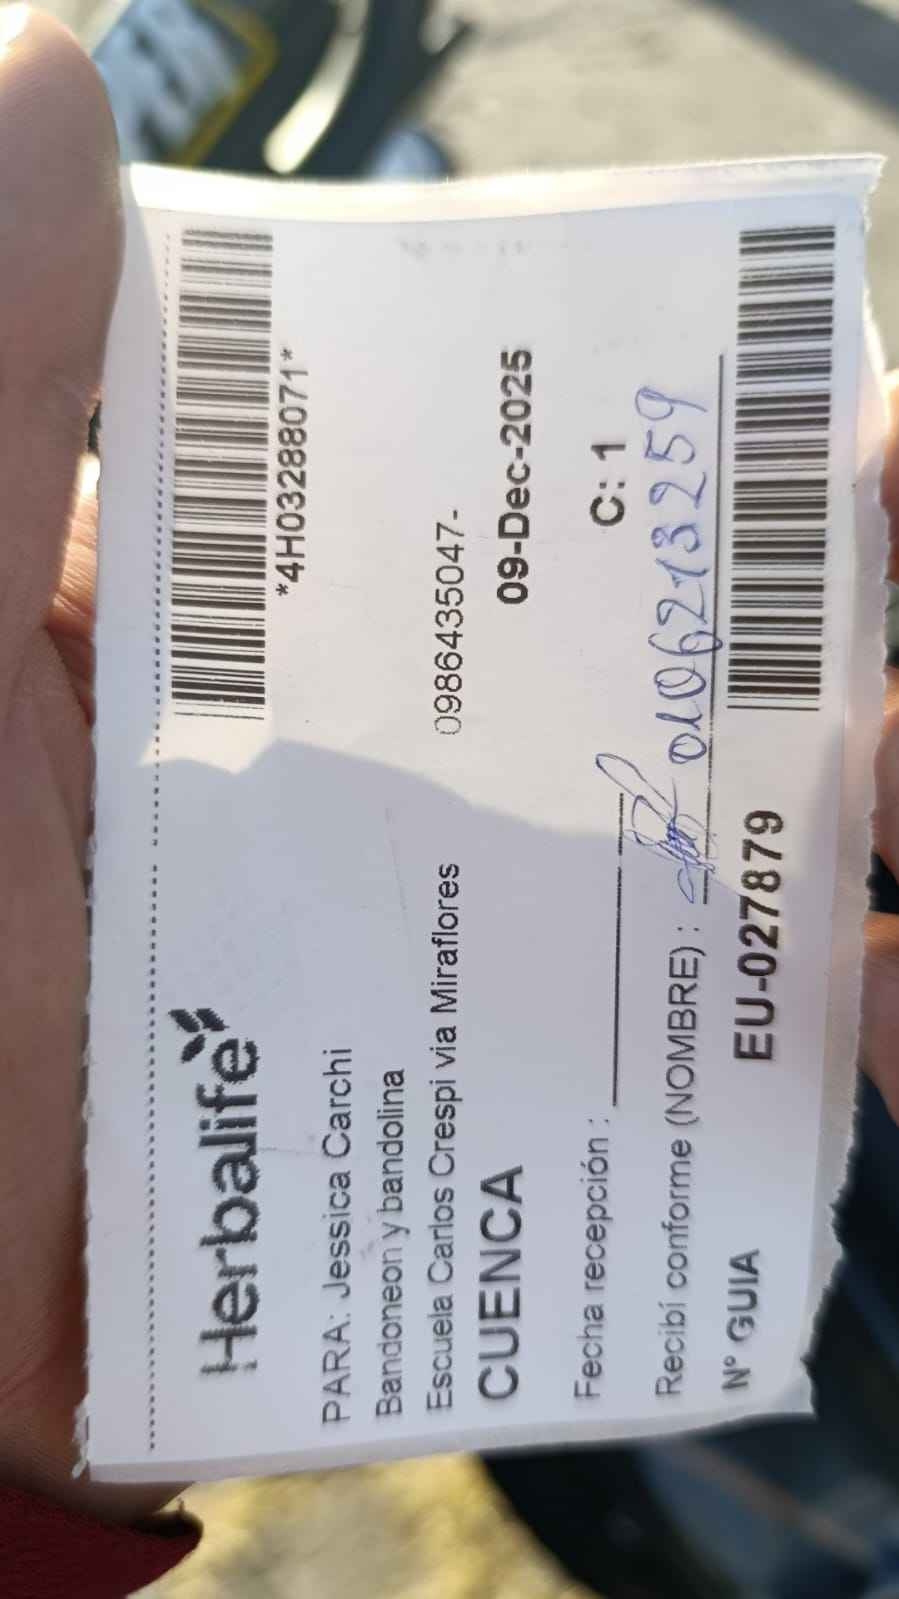 Herbalife
*4H03288071*
PARA: Jessica Carchi
Bandoneon y bandolina
Escuela Carlos Crespi via Miraflores
0986435047-
CUENCA
09-Dec-2025
Fecha recepción :
C: 1
Recibí conforme (NOMBRE) : 0106213259
N° GUIA EU-027879